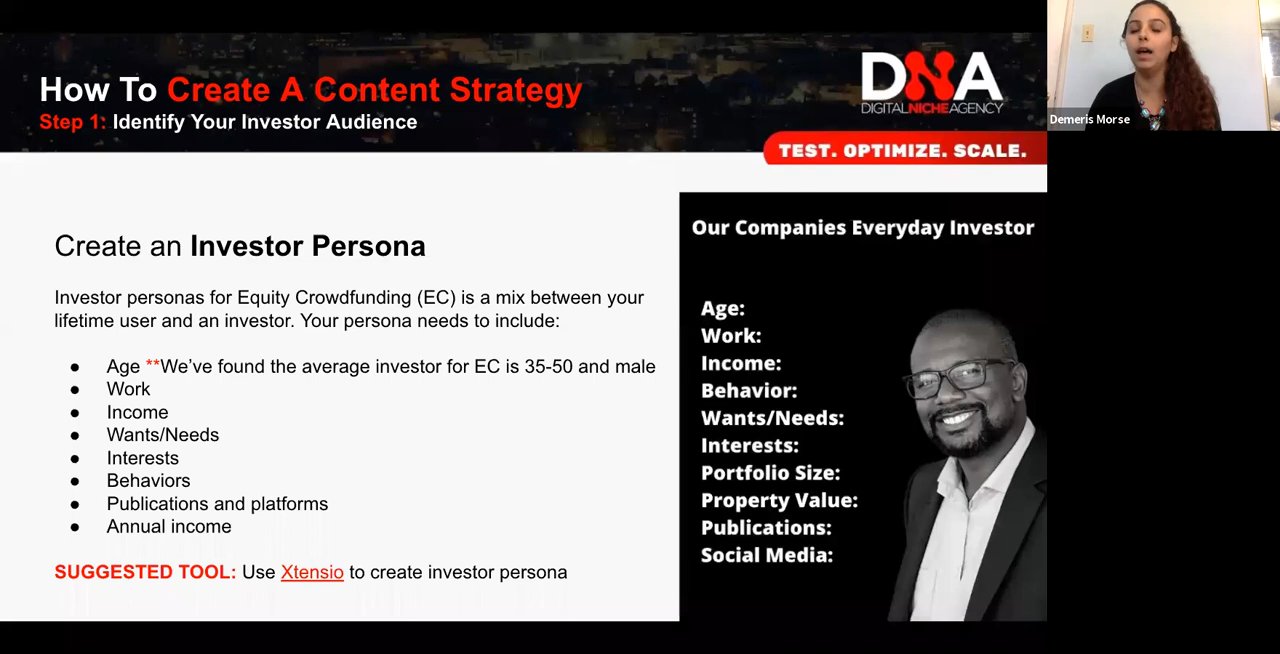 How To Create A Content Strategy
Step 1: Identify Your Investor Audience
DNA
DIGITALNICHEAGENCY
TEST. OPTIMIZE. SCALE.
Demeris Morse
Create an Investor Persona
Investor personas for Equity Crowdfunding (EC) is a mix between your
lifetime user and an investor. Your persona needs to include:
● Age **We’ve found the average investor for EC is 35-50 and male
● Work
● Income
● Wants/Needs
● Interests
● Behaviors
● Publications and platforms
● Annual income
SUGGESTED TOOL: Use Xtensio to create investor persona
Our Companies Everyday Investor
Age:
Work:
Income:
Behavior:
Wants/Needs:
Interests:
Portfolio Size:
Property Value:
Publications:
Social Media: